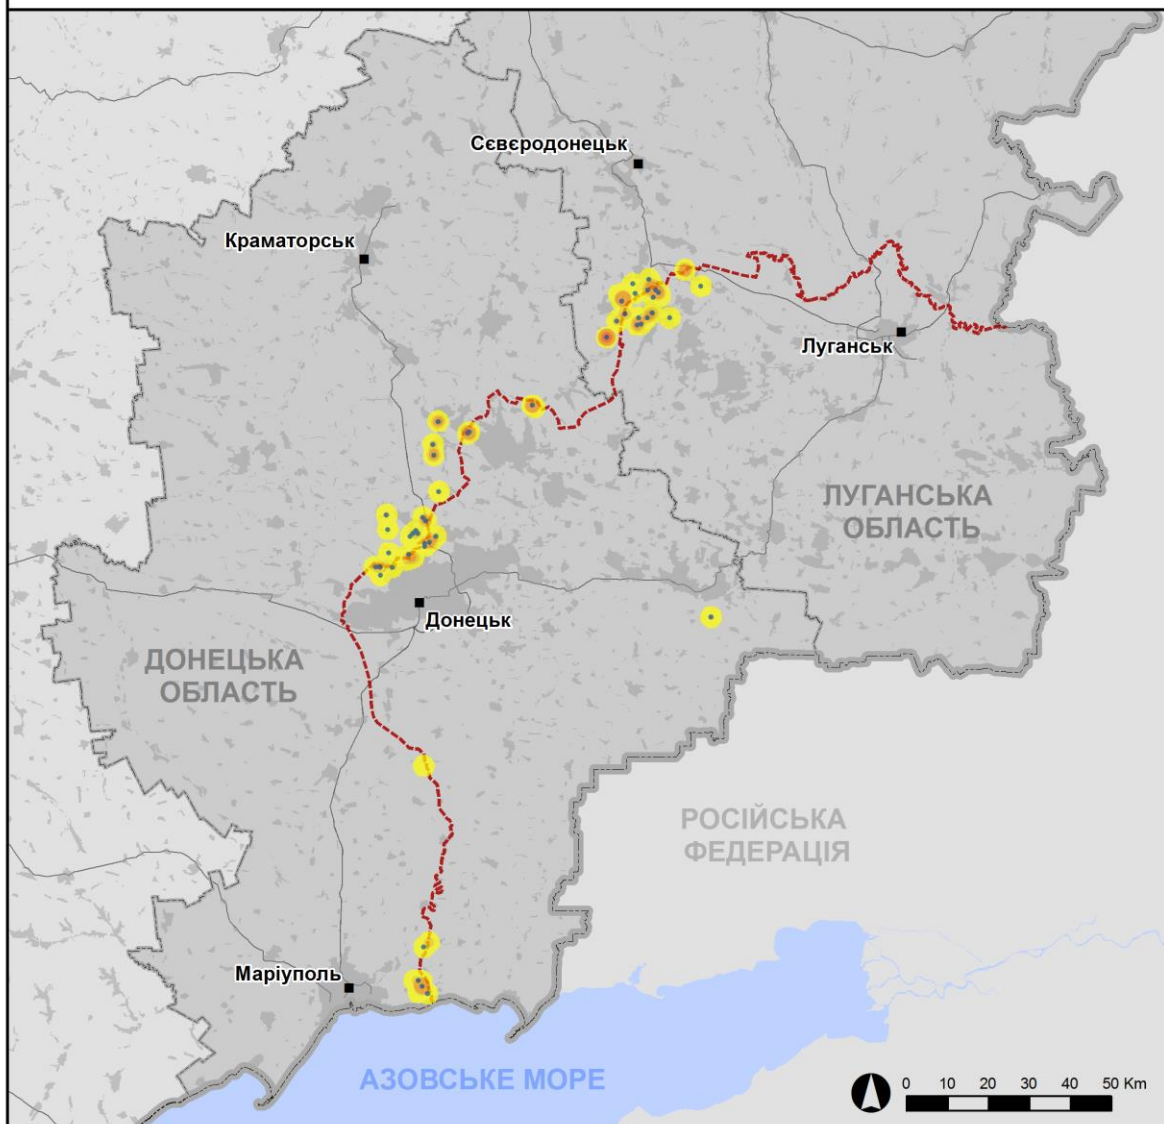 Сєвєродонецьк
Краматорськ
Луганськ
ЛУГАНСЬКА
ОБЛАСТЬ
Донецьк
ДОНЕЦЬКА
ОБЛАСТЬ
РОСІЙСЬКА
ФЕДЕРАЦІЯ
Маріуполь
АЗОВСЬКЕ МОРЕ
0 10 20 30 40 50 Km